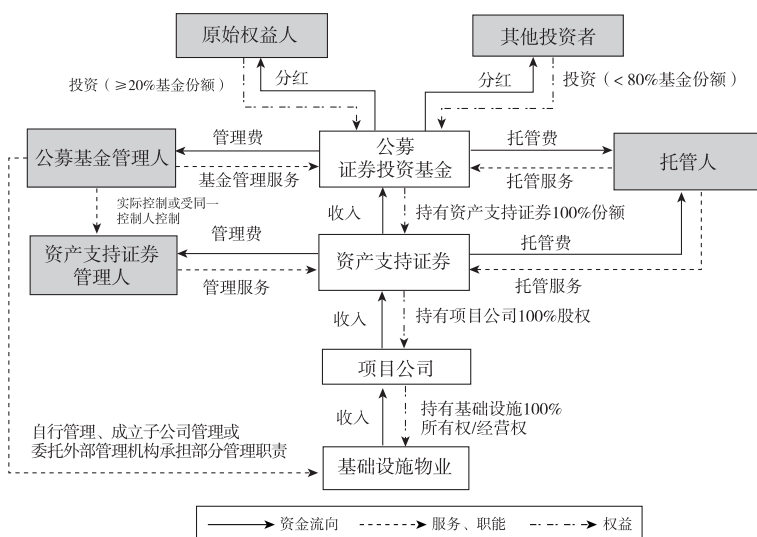 原始权益人
其他投资者
投资（≥20%基金份额）
分红
分红
投资（< 80%基金份额）
公募基金管理人
管理费
基金管理服务
公募
证券投资基金
托管费
托管服务
托管人
实际控制或受同一
控制人控制
收入
持有资产支持证券100%份额
资产支持证券
管理人
管理费
管理服务
资产支持证券
托管费
托管服务
收入
持有项目公司100%股权
项目公司
收入
持有基础设施100%
所有权/经营权
自行管理、成立子公司管理或
委托外部管理机构承担部分管理职责
基础设施物业
资金流向
服务、职能
权益